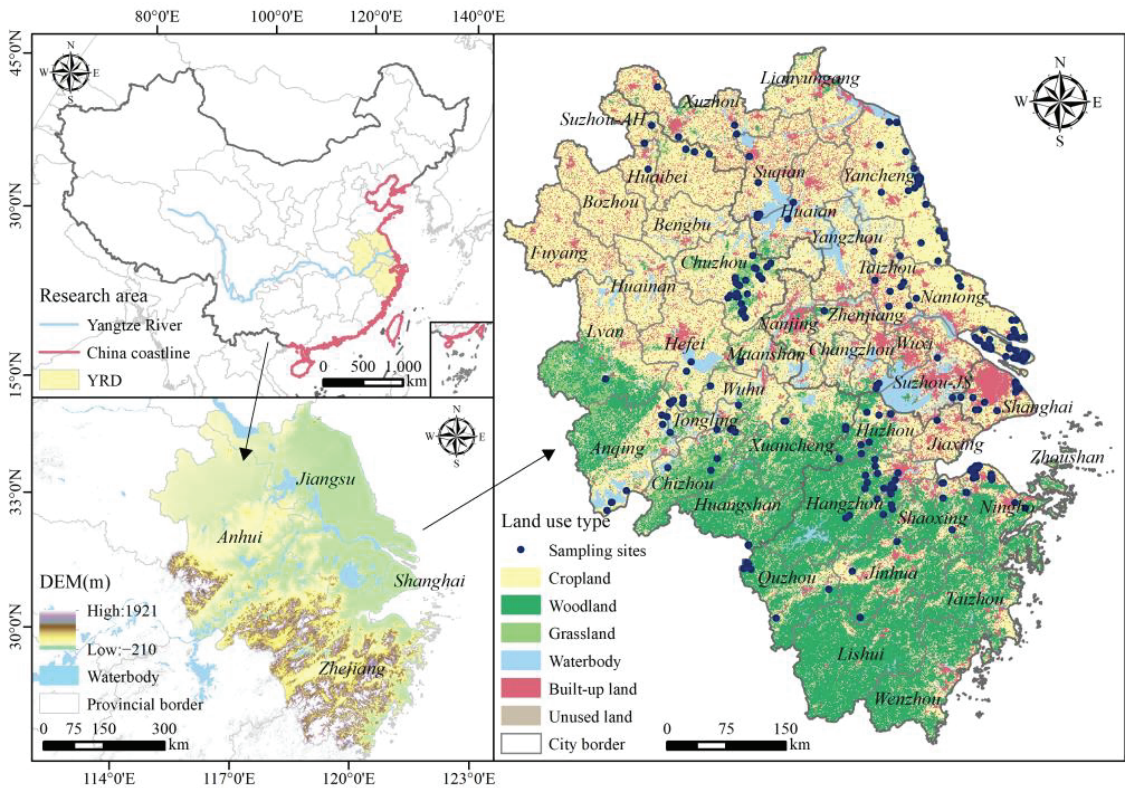 80°0'E
100°0'E
120°0'E
140°0'E
45°0'N
30°0'N
15°0'N
N
W
E
S
Research area
Yangtze River
China coastline
YRD
0
500
1,000
km
33°0'N
30°0'N
N
W
E
S
Jiangsu
Anhui
Shanghai
Zhejiang
DEM(m)
High:1921
Low:−210
Waterbody
Provincial border
0
75
150
300
km
114°0'E
117°0'E
120°0'E
123°0'E
N
W
E
S
Lianyungang
Xuzhou
Suzhou-AH
Huaibei
Suqian
Yancheng
Bozhou
Huaian
Bengbu
Yangzhou
Fuyang
Chuzhou
Taizhou
Huainan
Nantong
Nanjing
Zhenjiang
Lvan
Hefei
Maanshan
Changzhou
Wuxi
Wuhu
Suzhou-JS
Shanghai
Tongling
Huzhou
Anqing
Xuancheng
Jiaxing
Zhoushan
Chizhou
Huangshan
Hangzhou
Ningbo
Shaoxing
Quzhou
Jinhua
Taizhou
Lishui
Wenzhou
Land use type
Sampling sites
Cropland
Woodland
Grassland
Waterbody
Built-up land
Unused land
City border
0
75
150
km